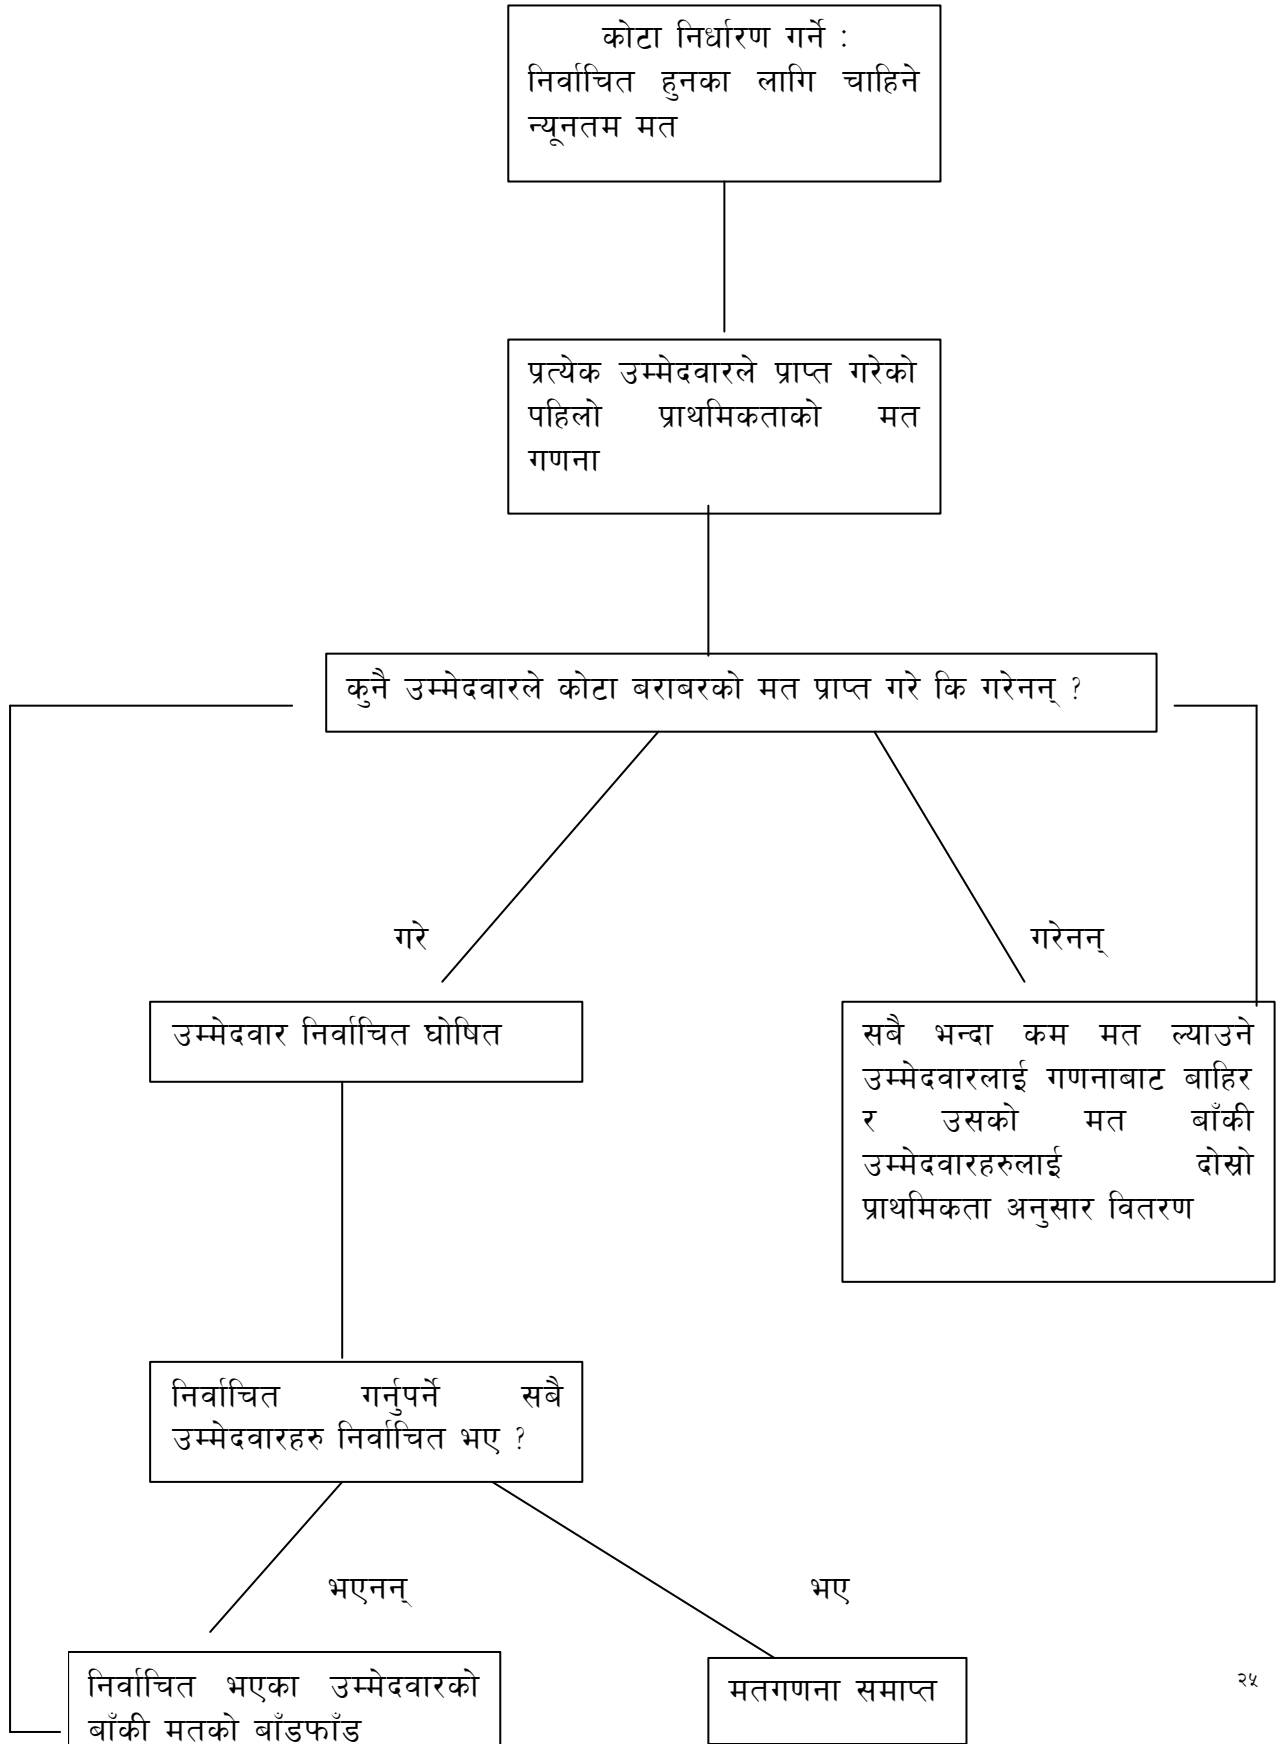 कोटा निर्धारण गर्ने :
निर्वाचित हुनका लागि चाहिने
न्यूनतम मत
प्रत्येक उम्मेदवारले प्राप्त गरेको
पहिलो प्राथमिकताको मत
गणना
कुनै उम्मेदवारले कोटा बराबरको मत प्राप्त गरे कि गरेनन् ?
गरे
गरेनन्
उम्मेदवार निर्वाचित घोषित
सबै भन्दा कम मत ल्याउने
उम्मेदवारलाई गणनाबाट बाहिर
र उसको मत बाँकी
उम्मेदवारहरुलाई दोस्रो
प्राथमिकता अनुसार वितरण
निर्वाचित गर्नुपर्ने सबै
उम्मेदवारहरु निर्वाचित भए ?
भएनन्
भए
निर्वाचित भएका उम्मेदवारको
बाँकी मतको बाँडफाँड
मतगणना समाप्त
२५